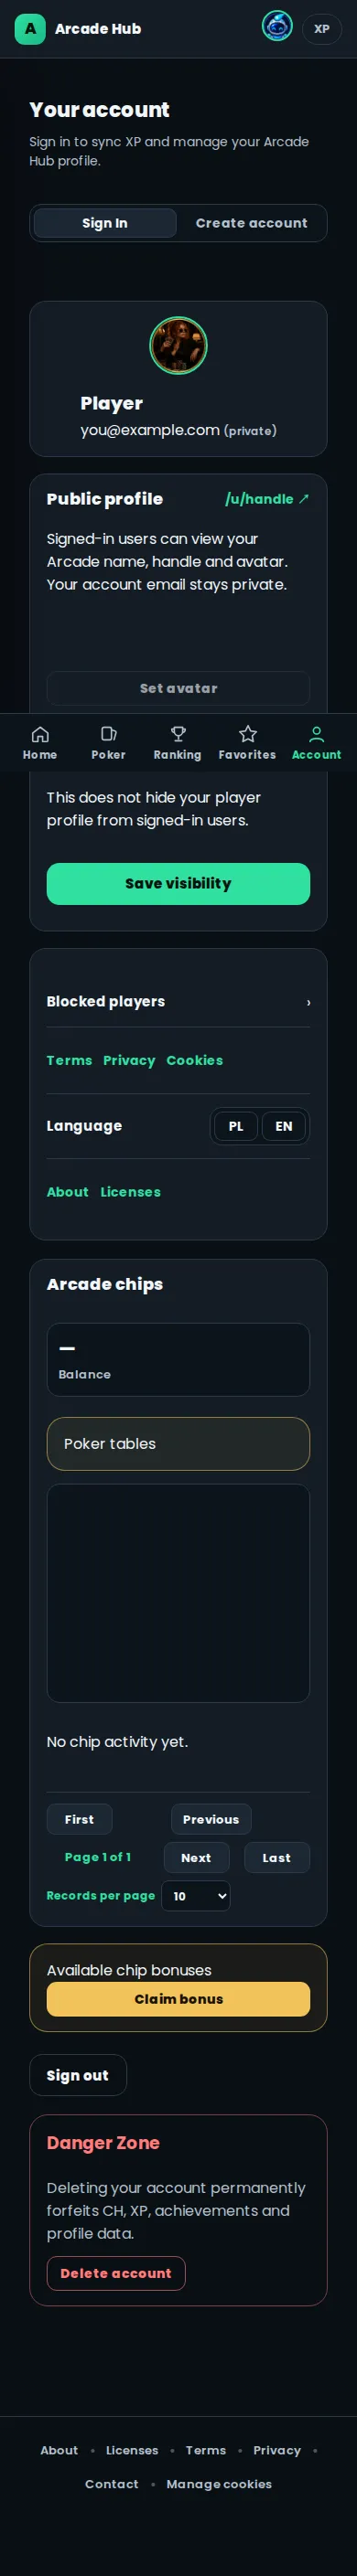 A Arcade Hub XP
Your account
Sign in to sync XP and manage your Arcade
Hub profile.
Sign In Create account
Player
you@example.com (private)
Public profile /u/handle ↗
Signed-in users can view your
Arcade name, handle and avatar.
Your account email stays private.
Set avatar
Home Poker Ranking Favorites Account
This does not hide your player
profile from signed-in users.
Save visibility
Blocked players ›
Terms Privacy Cookies
Language PL EN
About Licenses
Arcade chips
—
Balance
Poker tables
No chip activity yet.
First Previous
Page 1 of 1 Next Last
Records per page 10
Available chip bonuses
Claim bonus
Sign out
Danger Zone
Deleting your account permanently
forfeits CH, XP, achievements and
profile data.
Delete account
About • Licenses • Terms • Privacy •
Contact • Manage cookies